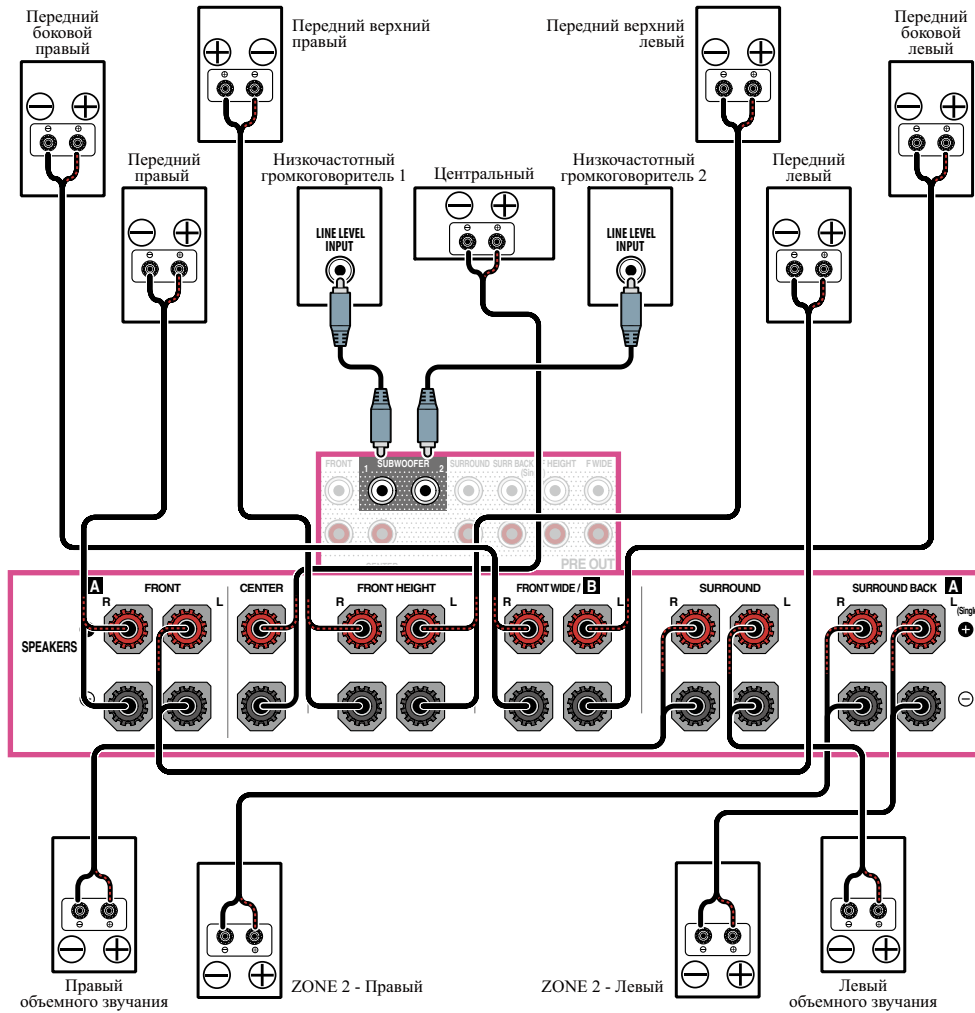 Передний
боковой
правый
Передний верхний
правый
Передний верхний
левый
Передний
боковой
левый
Передний
правый
Низкочастотный
громкоговоритель 1
Центральный
Низкочастотный
громкоговоритель 2
Передний
левый
LINE LEVEL
INPUT
LINE LEVEL
INPUT
FRONT 1 SUBWOOFER 2 SURROUND SURR BACK HEIGHT F WIDE
PRE OUT
A FRONT CENTER FRONT HEIGHT FRONT WIDE / B SURROUND SURROUND BACK A
R L R L R L R L R L
(Single
SPEAKERS
Правый
объемного звучания
ZONE 2 - Правый
ZONE 2 - Левый
Левый
объемного звучания